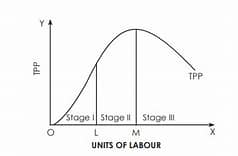 Y
TPP
TPP
Stage I Stage II Stage III
O L M X
UNITS OF LABOUR